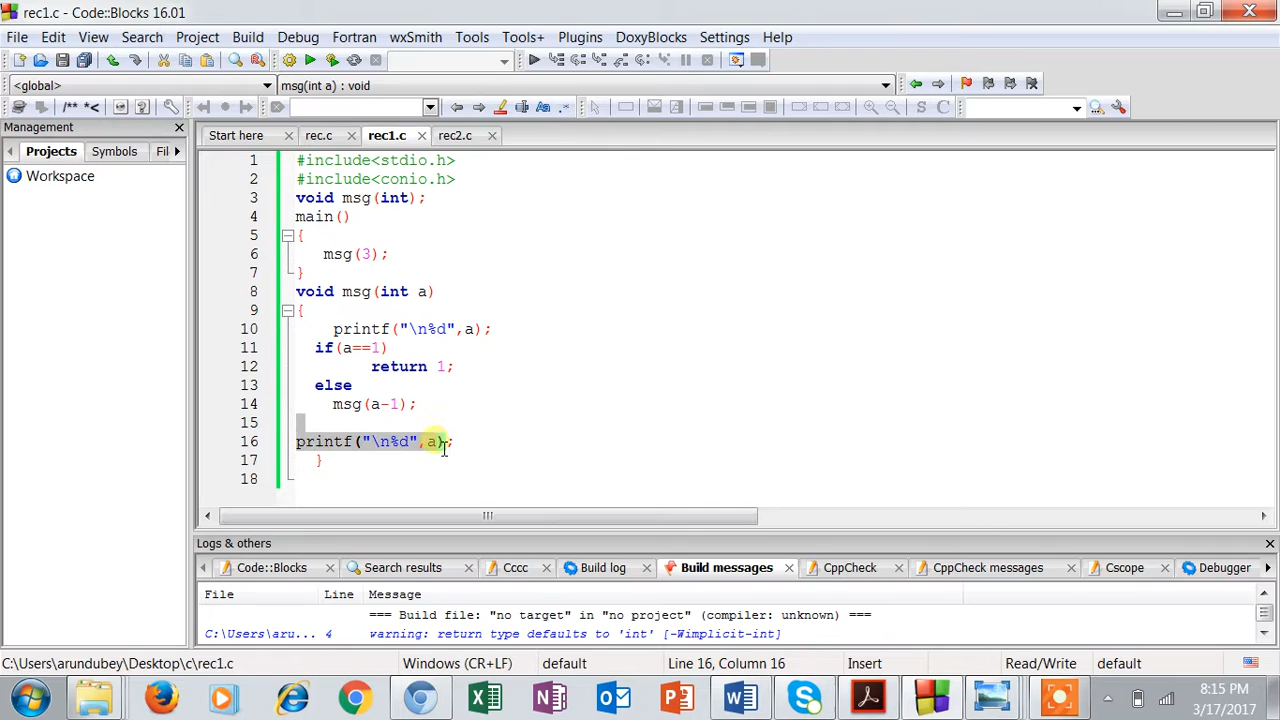 rec1.c - Code::Blocks 16.01
File Edit View Search Project Build Debug Fortran wxSmith Tools Tools+ Plugins DoxyBlocks Settings Help
<global> msg(int a) : void
/** *<
Management
Start here rec.c rec1.c rec2.c
Projects Symbols Fil
Workspace
1 #include<stdio.h>
2 #include<conio.h>
3 void msg(int);
4 main()
5 {
6 msg(3);
7 }
8 void msg(int a)
9 {
10 printf("\n%d",a);
11 if(a==1)
12 return 1;
13 else
14 msg(a-1);
15
16 printf("\n%d",a);
17 }
18
Logs & others
Code::Blocks Search results Cccc Build log Build messages CppCheck CppCheck messages Cscope Debugger
File Line Message
=== Build file: "no target" in "no project" (compiler: unknown) ===
C:\Users\aru... 4 warning: return type defaults to 'int' [-Wimplicit-int]
C:\Users\arundubey\Desktop\c\rec1.c Windows (CR+LF) default Line 16, Column 16 Insert Read/Write default
8:15 PM
3/17/2017